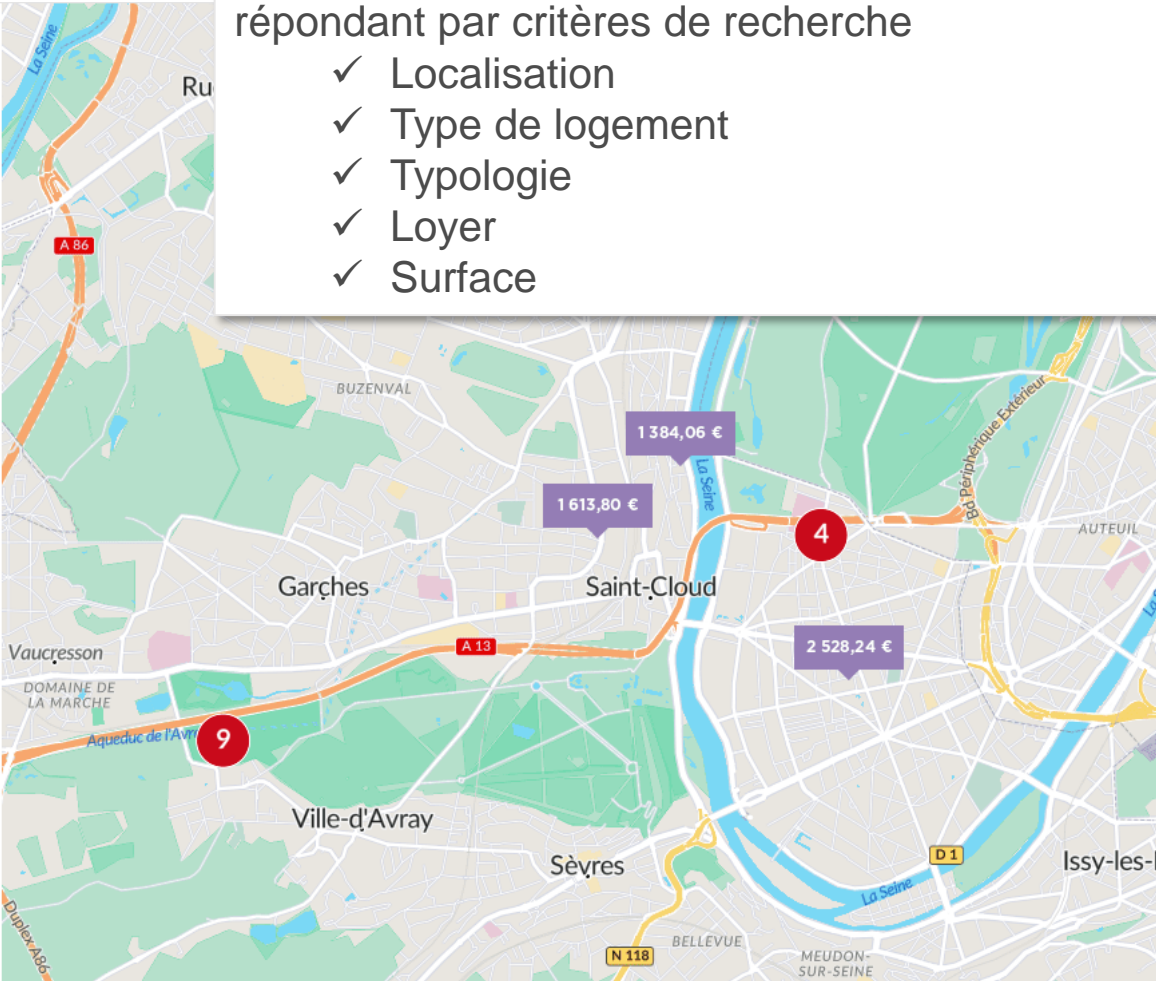 répondant par critères de recherche
✓ Localisation
✓ Type de logement
✓ Typologie
✓ Loyer
✓ Surface
La Seine
A 86
BUZENVAL
1 384,06 €
La Seine
Bd Périphérique Extérieur
1 613,80 €
4
AUTEUIL
Garches
Saint-Cloud
A 13
2 528,24 €
Vaucresson
DOMAINE DE
LA MARCHE
Aqueduc de l'Avr
9
Ville-d'Avray
Sèvres
D 1
Issy-les-
La Seine
Duplex A86
N 118
BELLEVUE
MEUDON-
SUR-SEINE